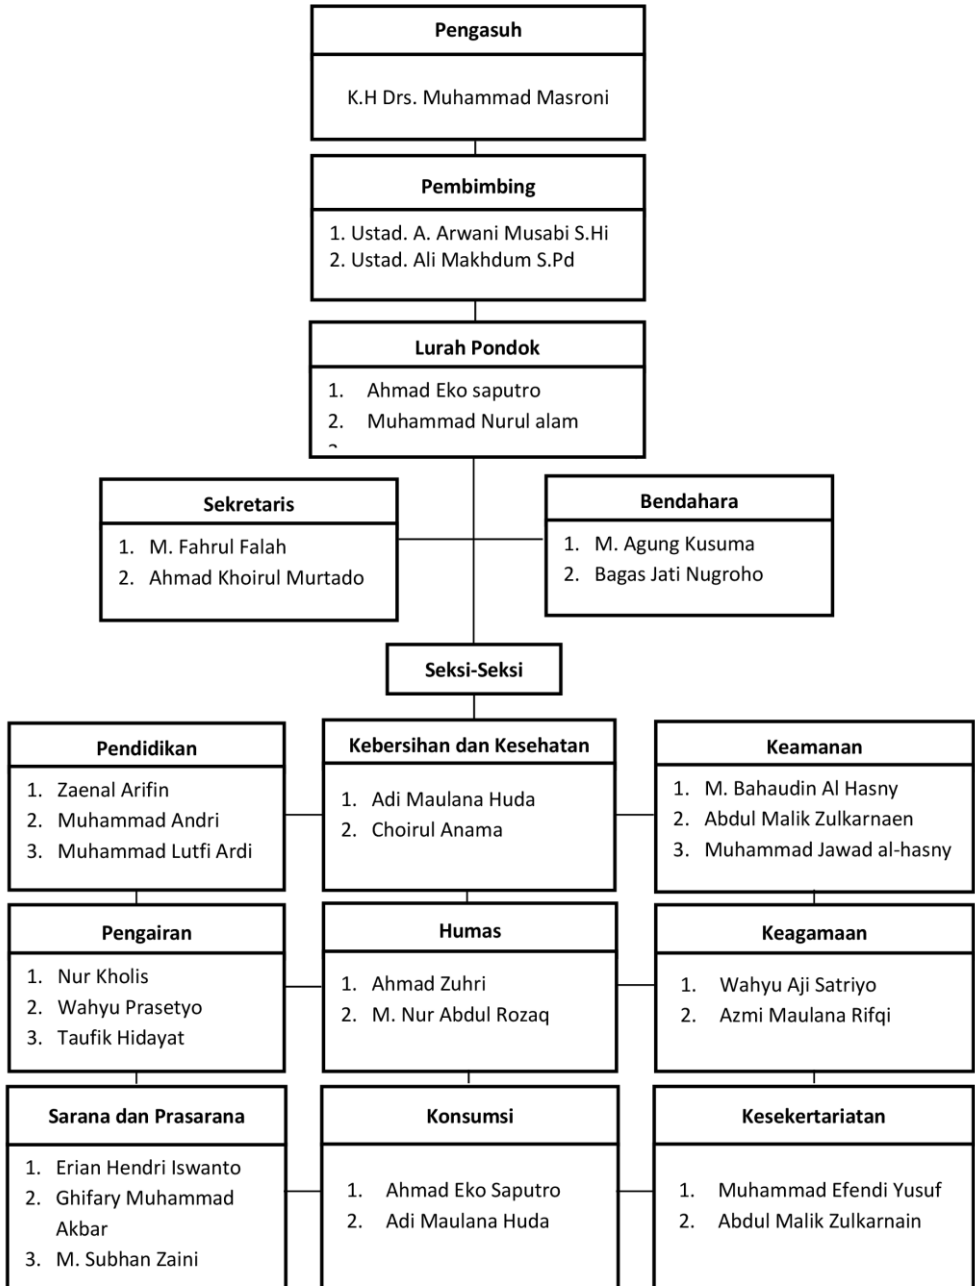 Pengasuh
K.H Drs. Muhammad Masroni
Pembimbing
1. Ustad. A. Arwani Musabi S.Hi
2. Ustad. Ali Makhdum S.Pd
Lurah Pondok
1. Ahmad Eko saputro
2. Muhammad Nurul alam
Sekretaris
1. M. Fahrul Falah
2. Ahmad Khoirul Murtado
Bendahara
1. M. Agung Kusuma
2. Bagas Jati Nugroho
Seksi-Seksi
Pendidikan
1. Zaenal Arifin
2. Muhammad Andri
3. Muhammad Lutfi Ardi
Kebersihan dan Kesehatan
1. Adi Maulana Huda
2. Choirul Anama
Keamanan
1. M. Bahaudin Al Hasny
2. Abdul Malik Zulkarnaen
3. Muhammad Jawad al-hasny
Pengairan
1. Nur Kholis
2. Wahyu Prasetyo
3. Taufik Hidayat
Humas
1. Ahmad Zuhri
2. M. Nur Abdul Rozaq
Keagamaan
1. Wahyu Aji Satriyo
2. Azmi Maulana Rifqi
Sarana dan Prasarana
1. Erian Hendri Iswanto
2. Ghifary Muhammad
Akbar
3. M. Subhan Zaini
Konsumsi
1. Ahmad Eko Saputro
2. Adi Maulana Huda
Kesekertariatan
1. Muhammad Efendi Yusuf
2. Abdul Malik Zulkarnain